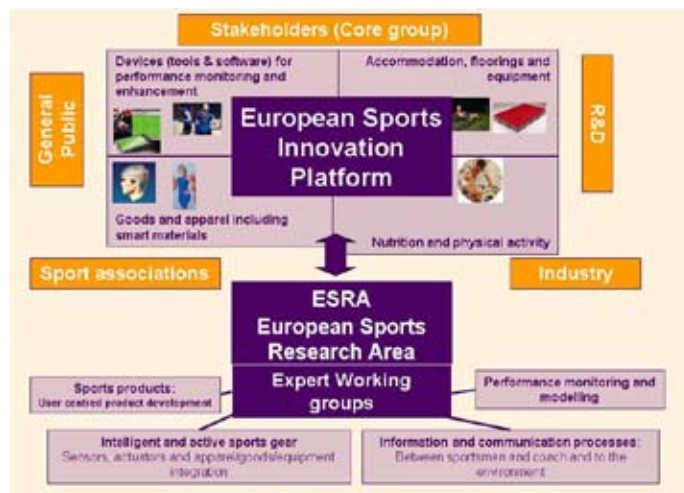 Stakeholders (Core group)
Devices (tools & software) for
performance monitoring and
enhancement
Accommodation, floorings and
equipment
General
Public
R&D
European Sports
Innovation
Platform
Goods and apparel including
smart materials
Nutrition and physical activity
Sport associations
Industry
ESRA
European Sports
Research Area
Expert Working
groups
Sports products:
User centred product development
Performance monitoring and
modelling
Intelligent and active sports gear
Sensors, actuators and apparel/goods/equipment
integration
Information and communication processes:
Between sportsmen and coach and to the
environment